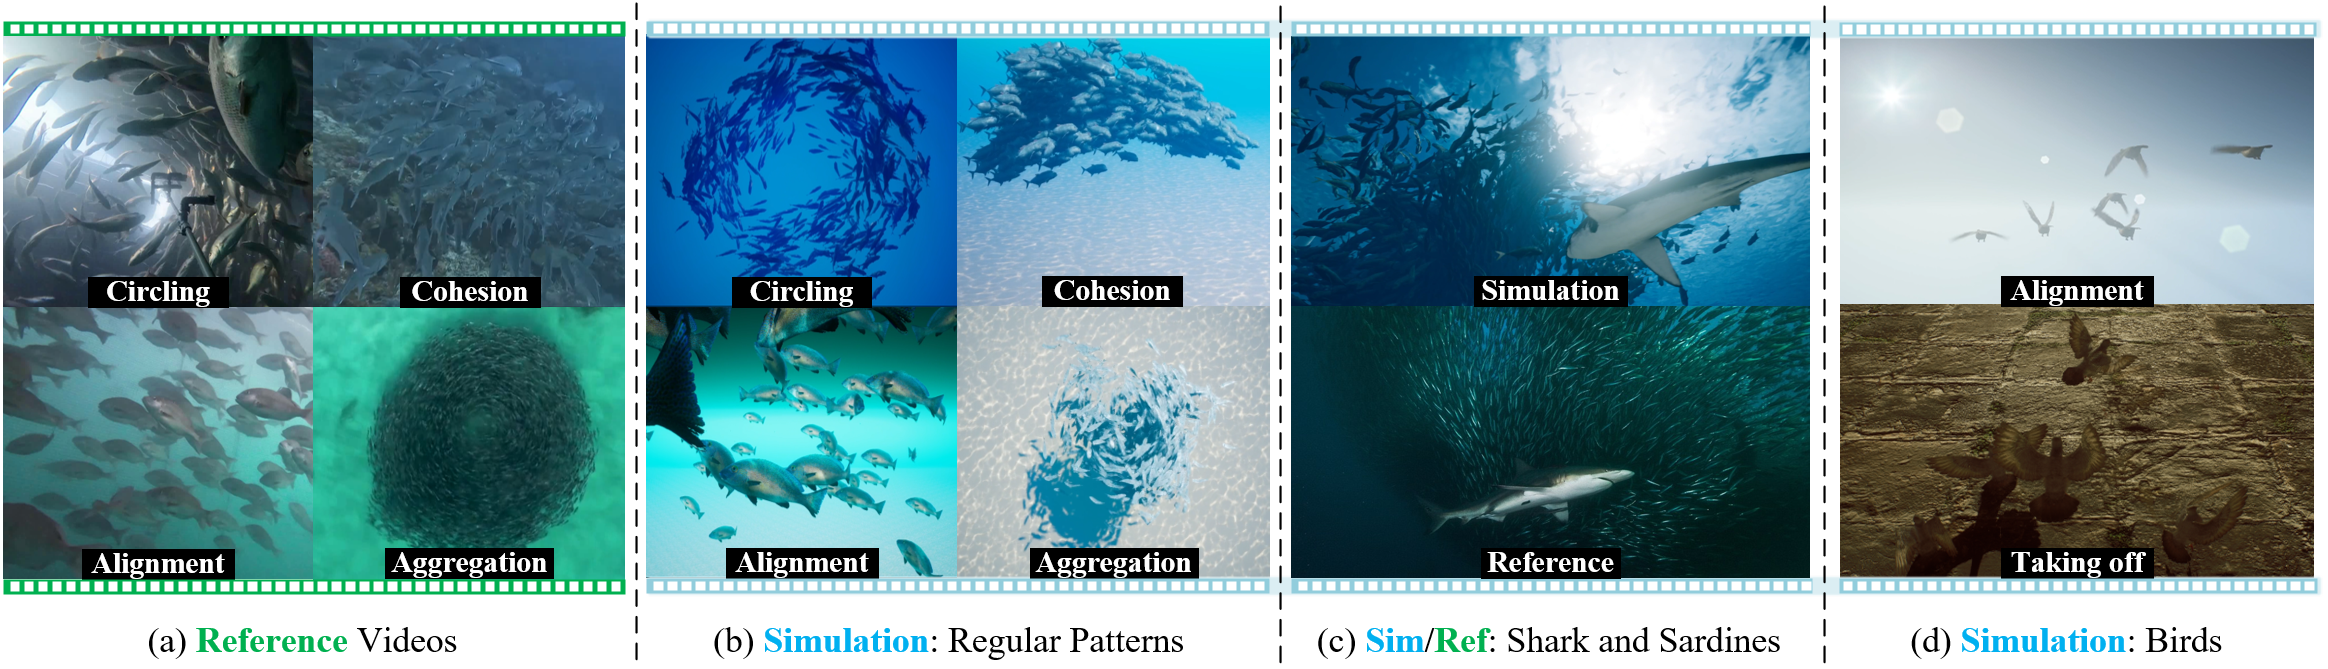 Circling
Cohesion
Alignment
Aggregation
(a) Reference Videos
Circling
Cohesion
Alignment
Aggregation
(b) Simulation: Regular Patterns
Simulation
Reference
(c) Sim/Ref: Shark and Sardines
Alignment
Taking off
(d) Simulation: Birds